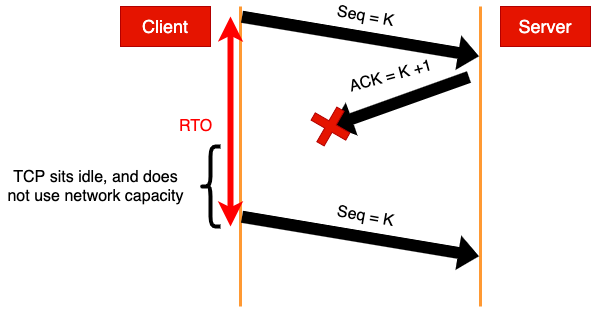 Client
Seq = K
Server
ACK = K +1
RTO
TCP sits idle, and does
not use network capacity
Seq = K